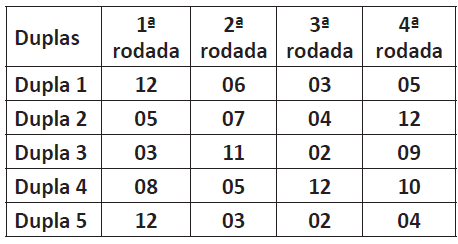 Duplas 1ª rodada 2ª rodada 3ª rodada 4ª rodada
Dupla 1 12 06 03 05
Dupla 2 05 07 04 12
Dupla 3 03 11 02 09
Dupla 4 08 05 12 10
Dupla 5 12 03 02 04